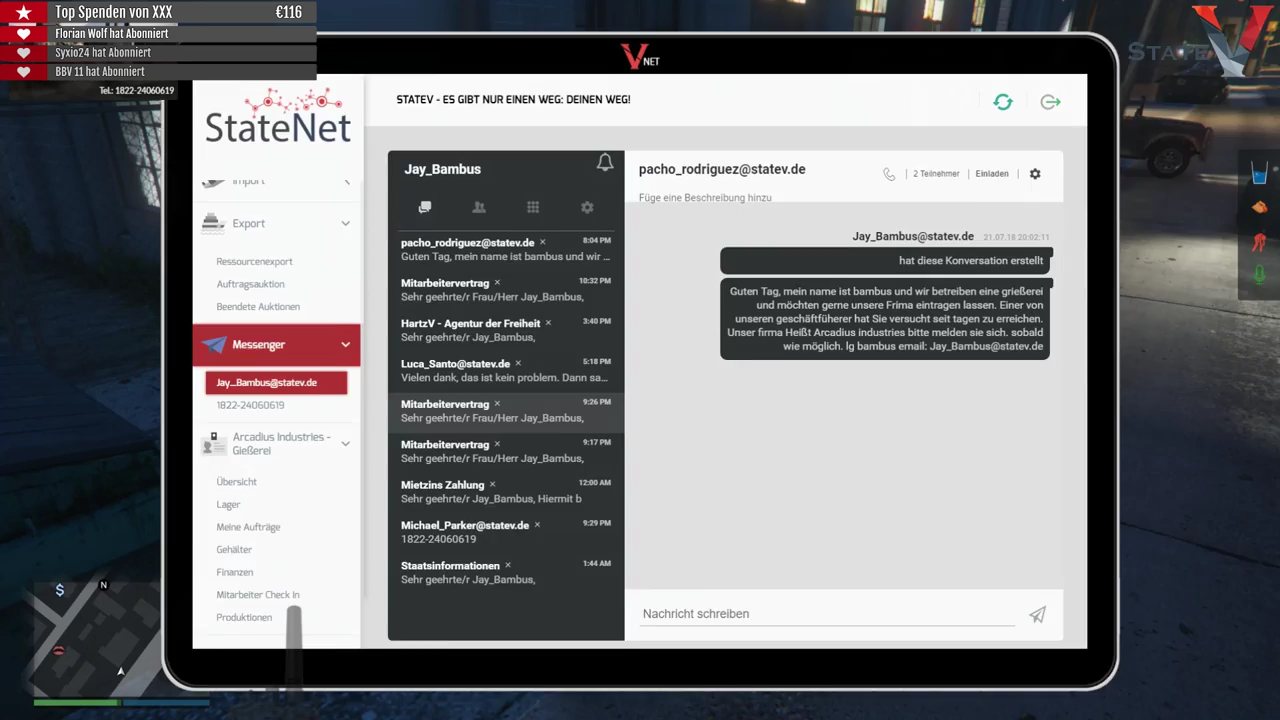 Top Spenden von XXX €116
Florian Wolf hat Abonniert
Syxio24 hat Abonniert
BBV 11 hat Abonniert
Tel.: 1822-24060619
V NET
STATEV
StateNet
STATEV - ES GIBT NUR EINEN WEG: DEINEN WEG!
Import
Export
Ressourcenexport
Auftragsauktion
Beendete Auktionen
Messenger
Jay_Bambus@statev.de
1822-24060619
Arcadius Industries -
Gießerei
Übersicht
Lager
Meine Aufträge
Gehälter
Finanzen
Mitarbeiter Check In
Produktionen
Jay_Bambus
pacho_rodriguez@statev.de × 8:04 PM
Guten Tag, mein name ist bambus und wir ...
Mitarbeitervertrag × 10:32 PM
Sehr geehrte/r Frau/Herr Jay_Bambus,
HartzV - Agentur der Freiheit × 3:40 PM
Sehr geehrte/r Jay_Bambus,
Luca_Santo@statev.de × 5:18 PM
Vielen dank, das ist kein problem. Dann sa...
Mitarbeitervertrag × 9:26 PM
Sehr geehrte/r Frau/Herr Jay_Bambus,
Mitarbeitervertrag × 9:17 PM
Sehr geehrte/r Frau/Herr Jay_Bambus,
Mietzins Zahlung × 12:00 AM
Sehr geehrte/r Jay_Bambus, Hiermit b
Michael_Parker@statev.de × 9:29 PM
1822-24060619
Staatsinformationen × 1:44 AM
Sehr geehrte/r Jay_Bambus,
pacho_rodriguez@statev.de
2 Teilnehmer Einladen
Füge eine Beschreibung hinzu
Jay_Bambus@statev.de 21.07.18 20:02:11
hat diese Konversation erstellt
Guten Tag, mein name ist bambus und wir betreiben eine grießerei
und möchten gerne unsere Frima eintragen lassen. Einer von
unseren geschäftführer hat Sie versucht seit tagen zu erreichen.
Unser firma Heißt Arcadius industries bitte melden sie sich. sobald
wie möglich. lg bambus email: Jay_Bambus@statev.de
Nachricht schreiben
N